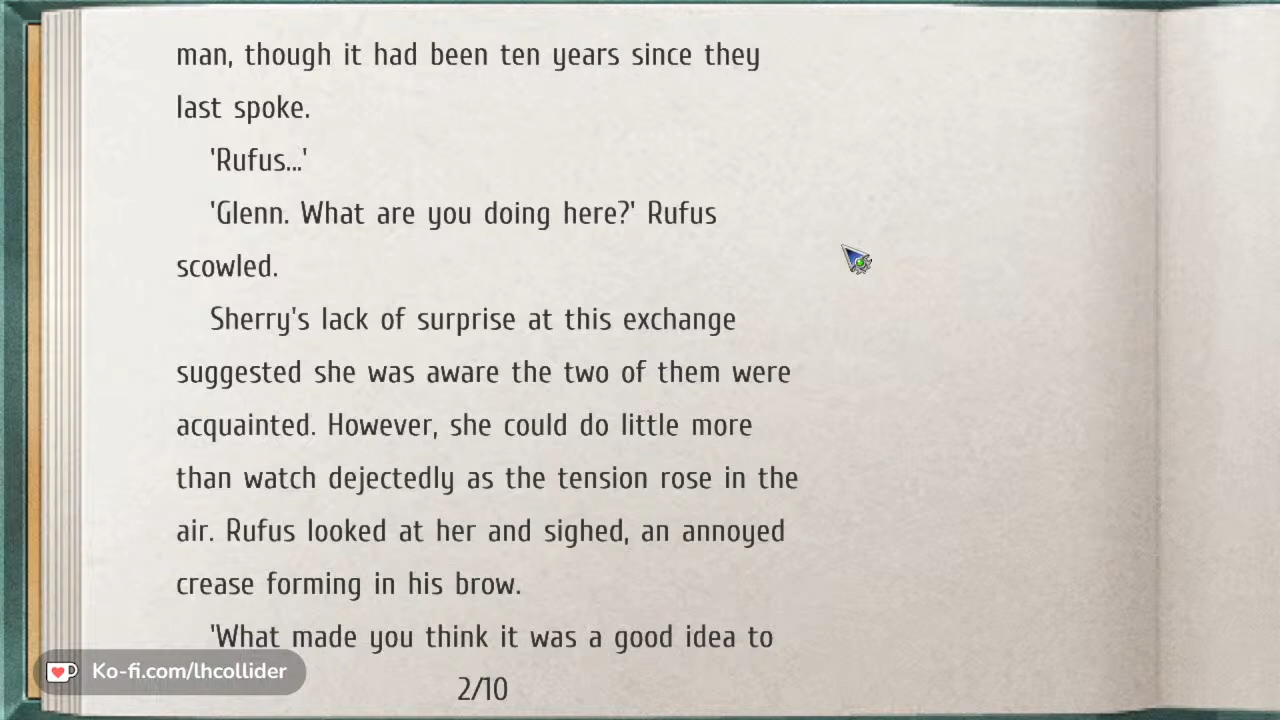 man, though it had been ten years since they
last spoke.
'Rufus...'
'Glenn. What are you doing here?' Rufus
scowled.
Sherry's lack of surprise at this exchange
suggested she was aware the two of them were
acquainted. However, she could do little more
than watch dejectedly as the tension rose in the
air. Rufus looked at her and sighed, an annoyed
crease forming in his brow.
'What made you think it was a good idea to
Ko-fi.com/lhcollider
2/10